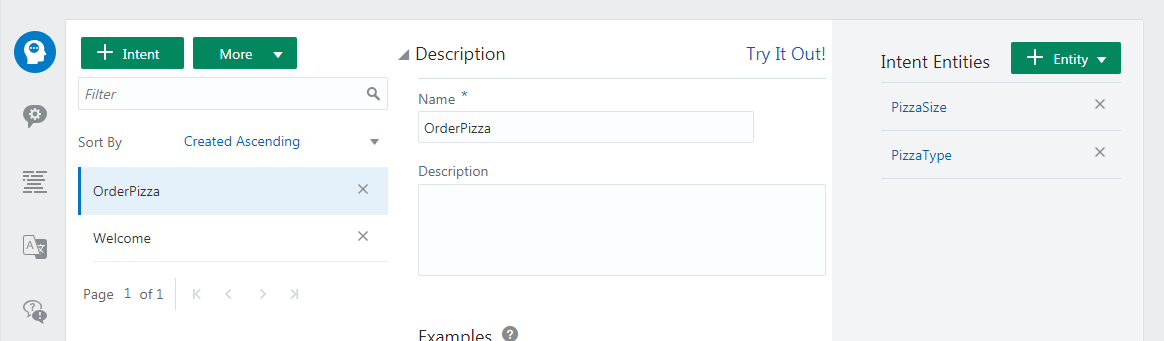 Intent
More
Filter
Sort By Created Ascending
OrderPizza
Welcome
Page 1 of 1
Description Try It Out!
Name *
OrderPizza
Description
Examples ?
Intent Entities Entity
PizzaSize
PizzaType